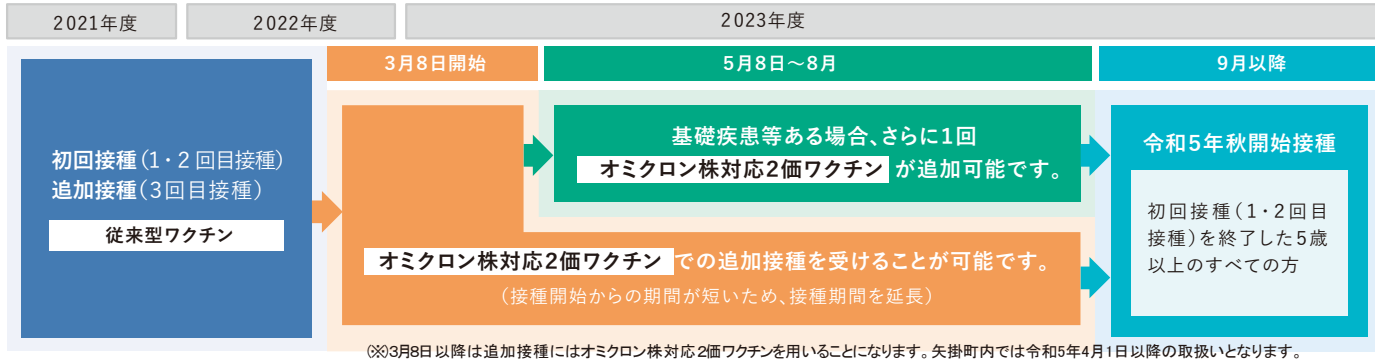 2021年度
2022年度
2023年度
3月8日開始
5月8日～8月
9月以降
初回接種（1・2回目接種）
追加接種（3回目接種）
従来型ワクチン
基礎疾患等ある場合、さらに1回
オミクロン株対応2価ワクチン が追加可能です。
オミクロン株対応2価ワクチン での追加接種を受けることが可能です。
（接種開始からの期間が短いため、接種期間を延長）
令和5年秋開始接種
初回接種（1・2回目
接種）を終了した5歳
以上のすべての方
(※)3月8日以降は追加接種にはオミクロン株対応2価ワクチンを用いることになります。矢掛町内では令和5年4月1日以降の取扱いとなります。